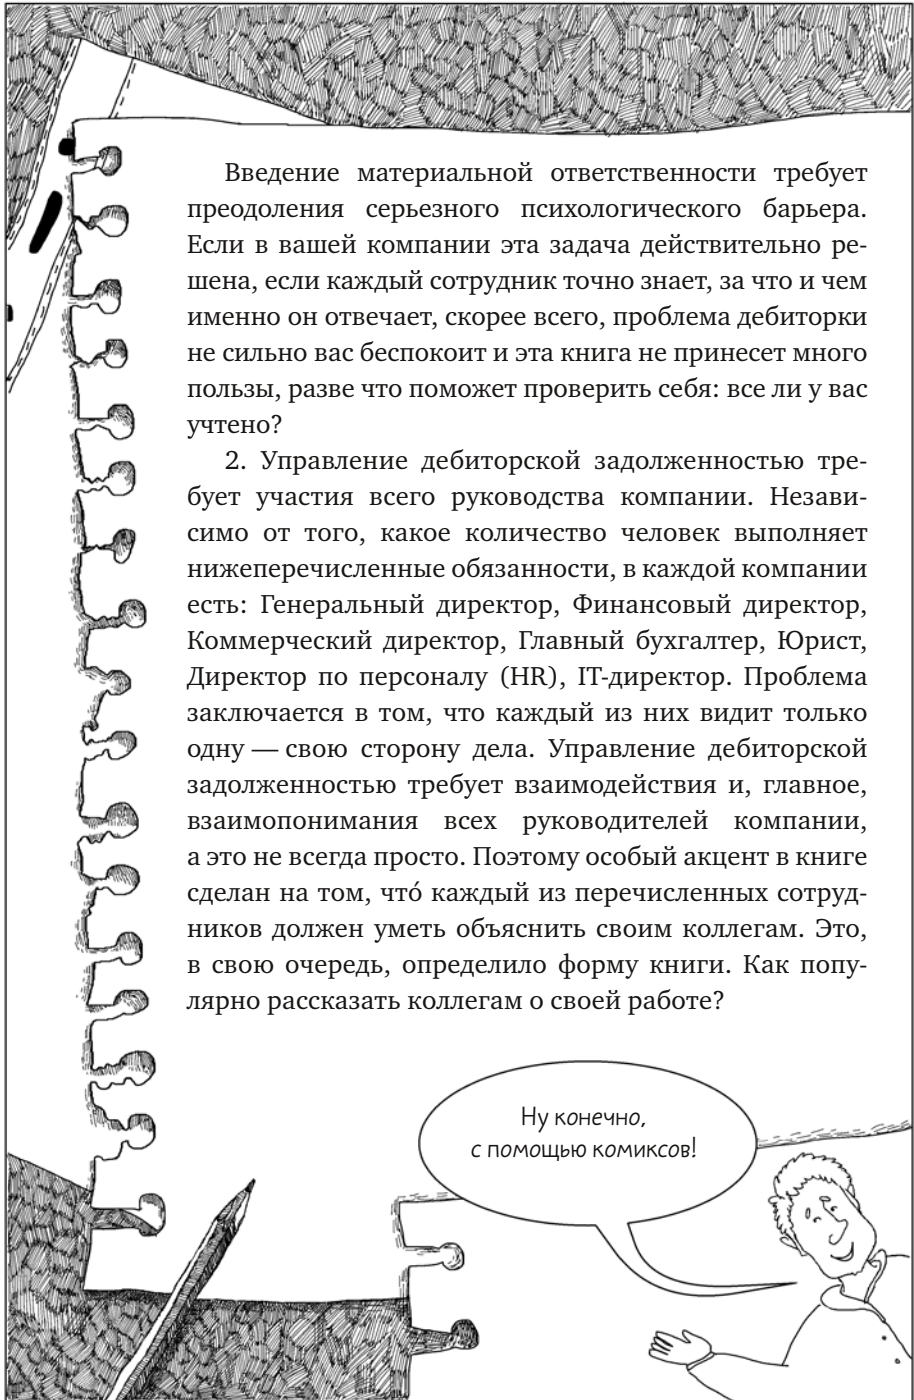 Введение материальной ответственности требует
преодоления серьезного психологического барьера.
Если в вашей компании эта задача действительно ре-
шена, если каждый сотрудник точно знает, за что и чем
именно он отвечает, скорее всего, проблема дебиторки
не сильно вас беспокоит и эта книга не принесет много
пользы, разве что поможет проверить себя: все ли у вас
учтено?
2. Управление дебиторской задолженностью тре-
бует участия всего руководства компании. Незави-
симо от того, какое количество человек выполняет
нижеперечисленные обязанности, в каждой компании
есть: Генеральный директор, Финансовый директор,
Коммерческий директор, Главный бухгалтер, Юрист,
Директор по персоналу (HR), IT-директор. Проблема
заключается в том, что каждый из них видит только
одну — свою сторону дела. Управление дебиторской
задолженностью требует взаимодействия и, главное,
взаимопонимания всех руководителей компании,
а это не всегда просто. Поэтому особый акцент в книге
сделан на том, что́ каждый из перечисленных сотруд-
ников должен уметь объяснить своим коллегам. Это,
в свою очередь, определило форму книги. Как попу-
лярно рассказать коллегам о своей работе?
Ну конечно,
с помощью комиксов!